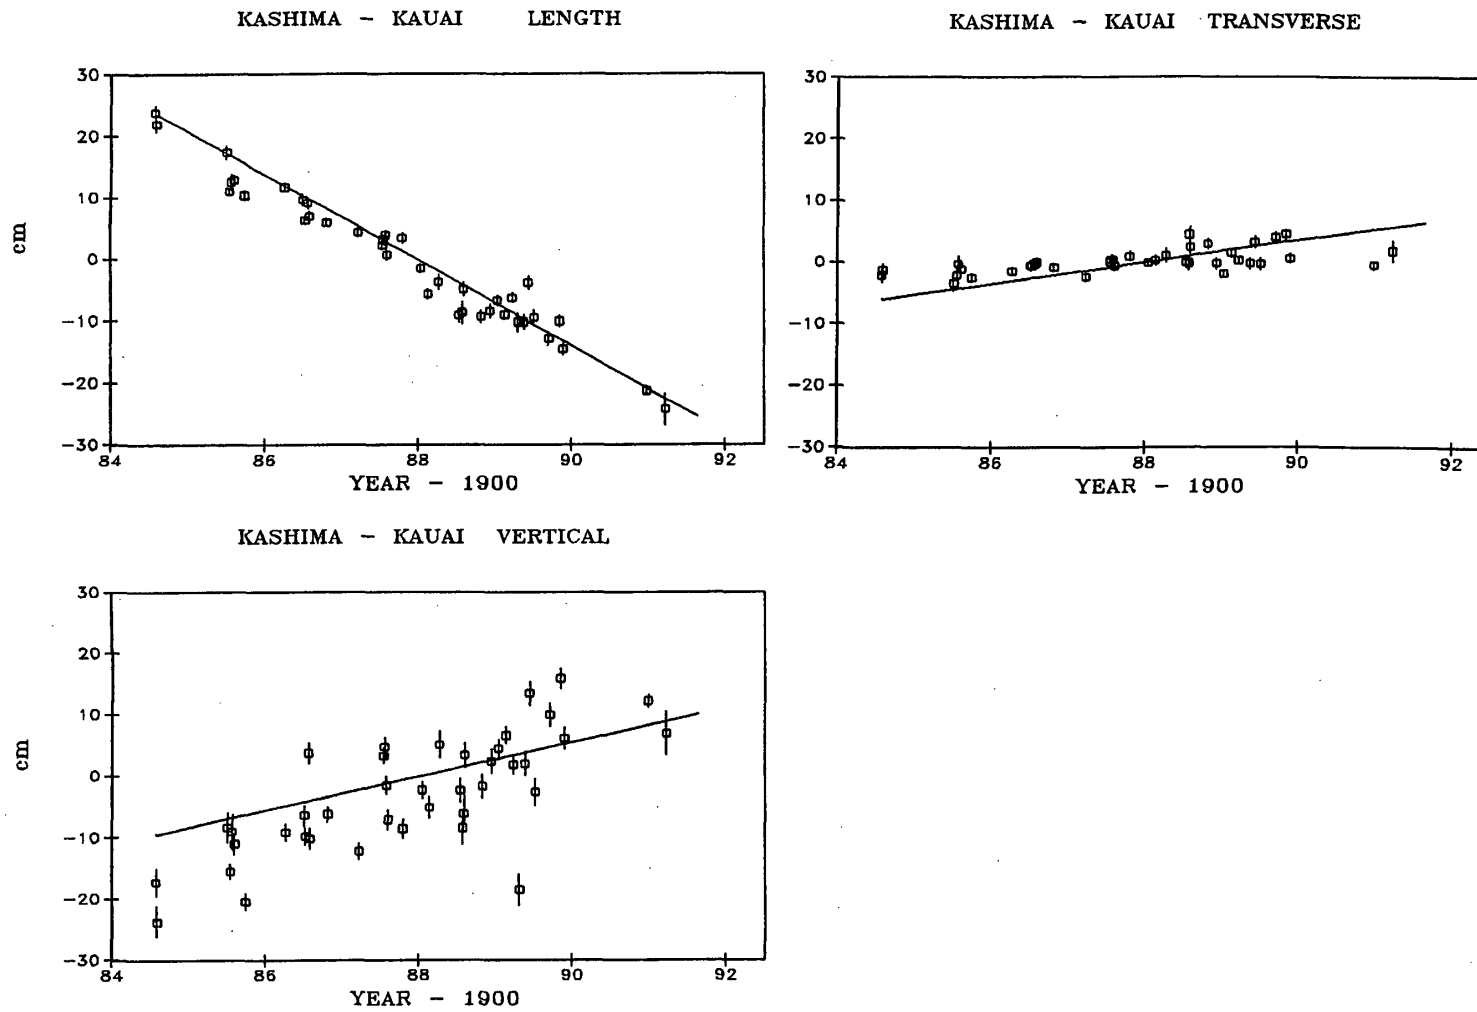 KASHIMA – KAUAI LENGTH
30
20
10
0
−10
−20
−30
cm
84 86 88 90 92
YEAR – 1900
KASHIMA – KAUAI TRANSVERSE
30
20
10
0
−10
−20
−30
84 86 88 90 92
YEAR – 1900
KASHIMA – KAUAI VERTICAL
30
20
10
0
−10
−20
−30
cm
84 86 88 90 92
YEAR – 1900